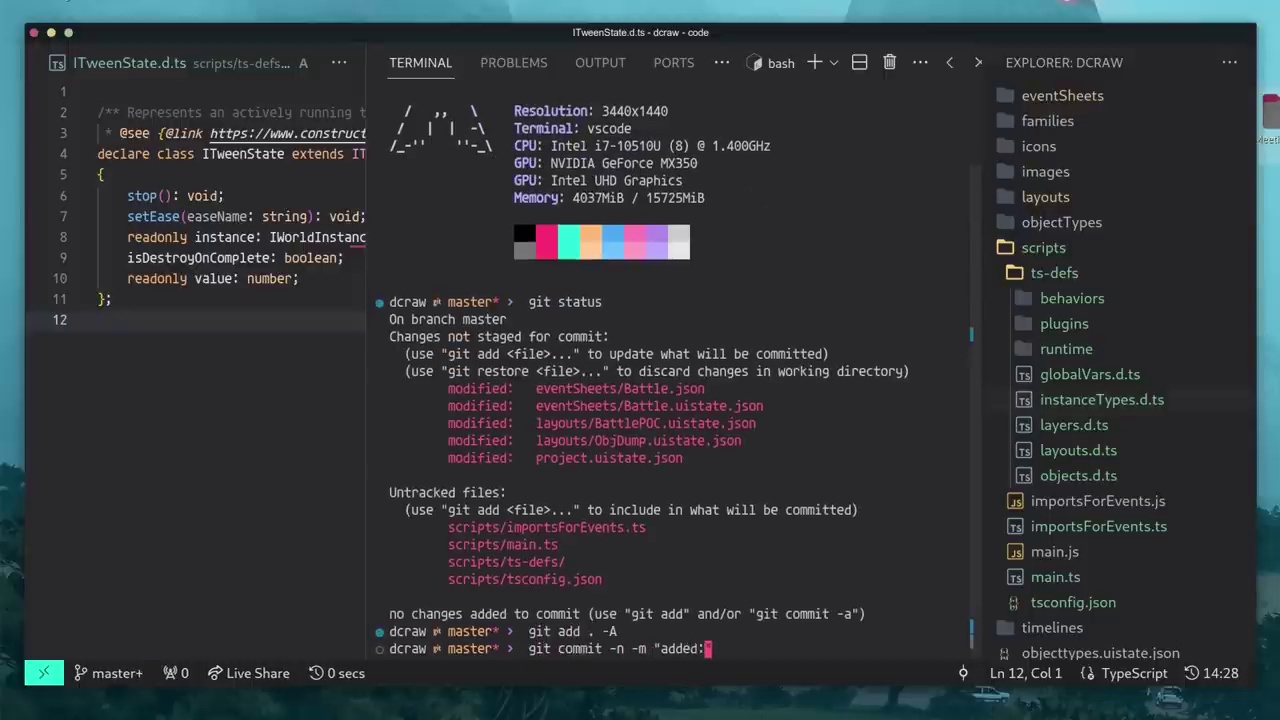 ITweenState.d.ts - dcraw - code
ITweenState.d.ts scripts/ts-defs... A ···
1
2 /** Represents an actively running t
3 * @see {@link https://www.construct
4 declare class ITweenState extends IT
5 {
6 stop(): void;
7 setEase(easeName: string): void;
8 readonly instance: IWorldInstanc
9 isDestroyOnComplete: boolean;
10 readonly value: number;
11 };
12
TERMINAL PROBLEMS OUTPUT PORTS ··· bash
Resolution: 3440x1440
Terminal: vscode
CPU: Intel i7-10510U (8) @ 1.400GHz
GPU: NVIDIA GeForce MX350
GPU: Intel UHD Graphics
Memory: 4037MiB / 15725MiB
dcraw master* > git status
On branch master
Changes not staged for commit:
(use "git add <file>..." to update what will be committed)
(use "git restore <file>..." to discard changes in working directory)
modified: eventSheets/Battle.json
modified: eventSheets/Battle.uistate.json
modified: layouts/BattlePOC.uistate.json
modified: layouts/ObjDump.uistate.json
modified: project.uistate.json
Untracked files:
(use "git add <file>..." to include in what will be committed)
scripts/importsForEvents.ts
scripts/main.ts
scripts/ts-defs/
scripts/tsconfig.json
no changes added to commit (use "git add" and/or "git commit -a")
dcraw master* > git add . -A
dcraw master* > git commit -n -m "added:"
EXPLORER: DCRAW ···
eventSheets
families
icons
images
layouts
objectTypes
scripts
ts-defs
behaviors
plugins
runtime
TS globalVars.d.ts
TS instanceTypes.d.ts
TS layers.d.ts
TS layouts.d.ts
TS objects.d.ts
JS importsForEvents.js
TS importsForEvents.ts
JS main.js
TS main.ts
{} tsconfig.json
timelines
{} objecttypes.uistate.json
master+ Live Share 0 secs
Ln 12, Col 1 {} TypeScript 14:28